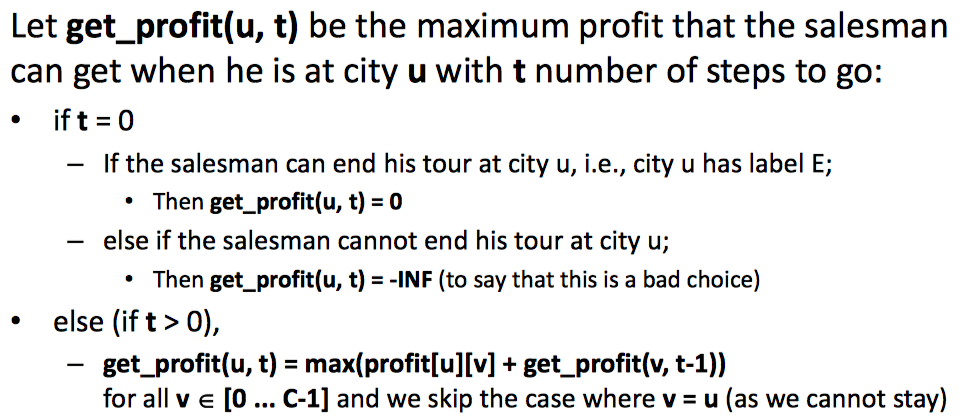 Let get_profit(u, t) be the maximum profit that the salesman
can get when he is at city u with t number of steps to go:
• if t = 0
– If the salesman can end his tour at city u, i.e., city u has label E;
• Then get_profit(u, t) = 0
– else if the salesman cannot end his tour at city u;
• Then get_profit(u, t) = -INF (to say that this is a bad choice)
• else (if t > 0),
– get_profit(u, t) = max(profit[u][v] + get_profit(v, t-1))
for all v ∈ [0 ... C-1] and we skip the case where v = u (as we cannot stay)